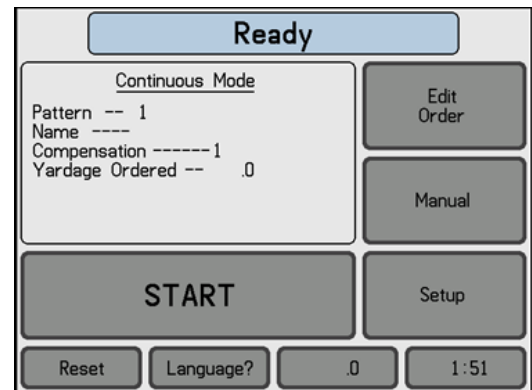 Ready
Continuous Mode
Pattern -- 1
Name ----
Compensation ------1
Yardage Ordered -- .0
Edit
Order
Manual
START
Setup
Reset
Language?
.0
1:51